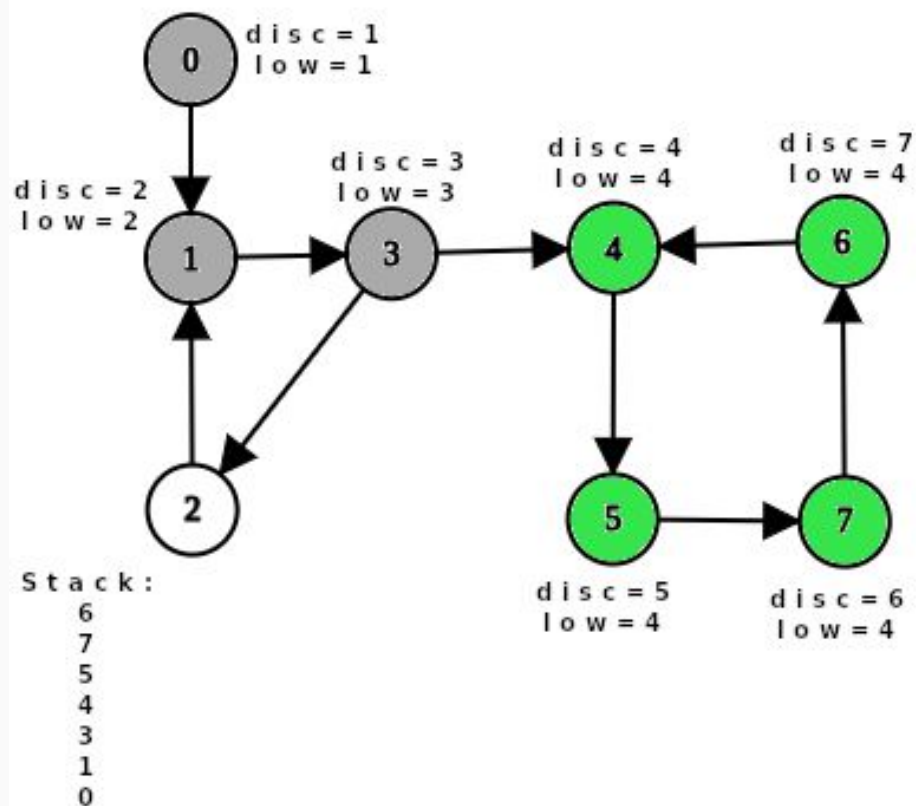 0
disc=1
low=1
disc=2
low=2
1
disc=3
low=3
3
disc=4
low=4
4
disc=7
low=4
6
2
5
disc=5
low=4
7
disc=6
low=4
Stack:
6
7
5
4
3
1
0